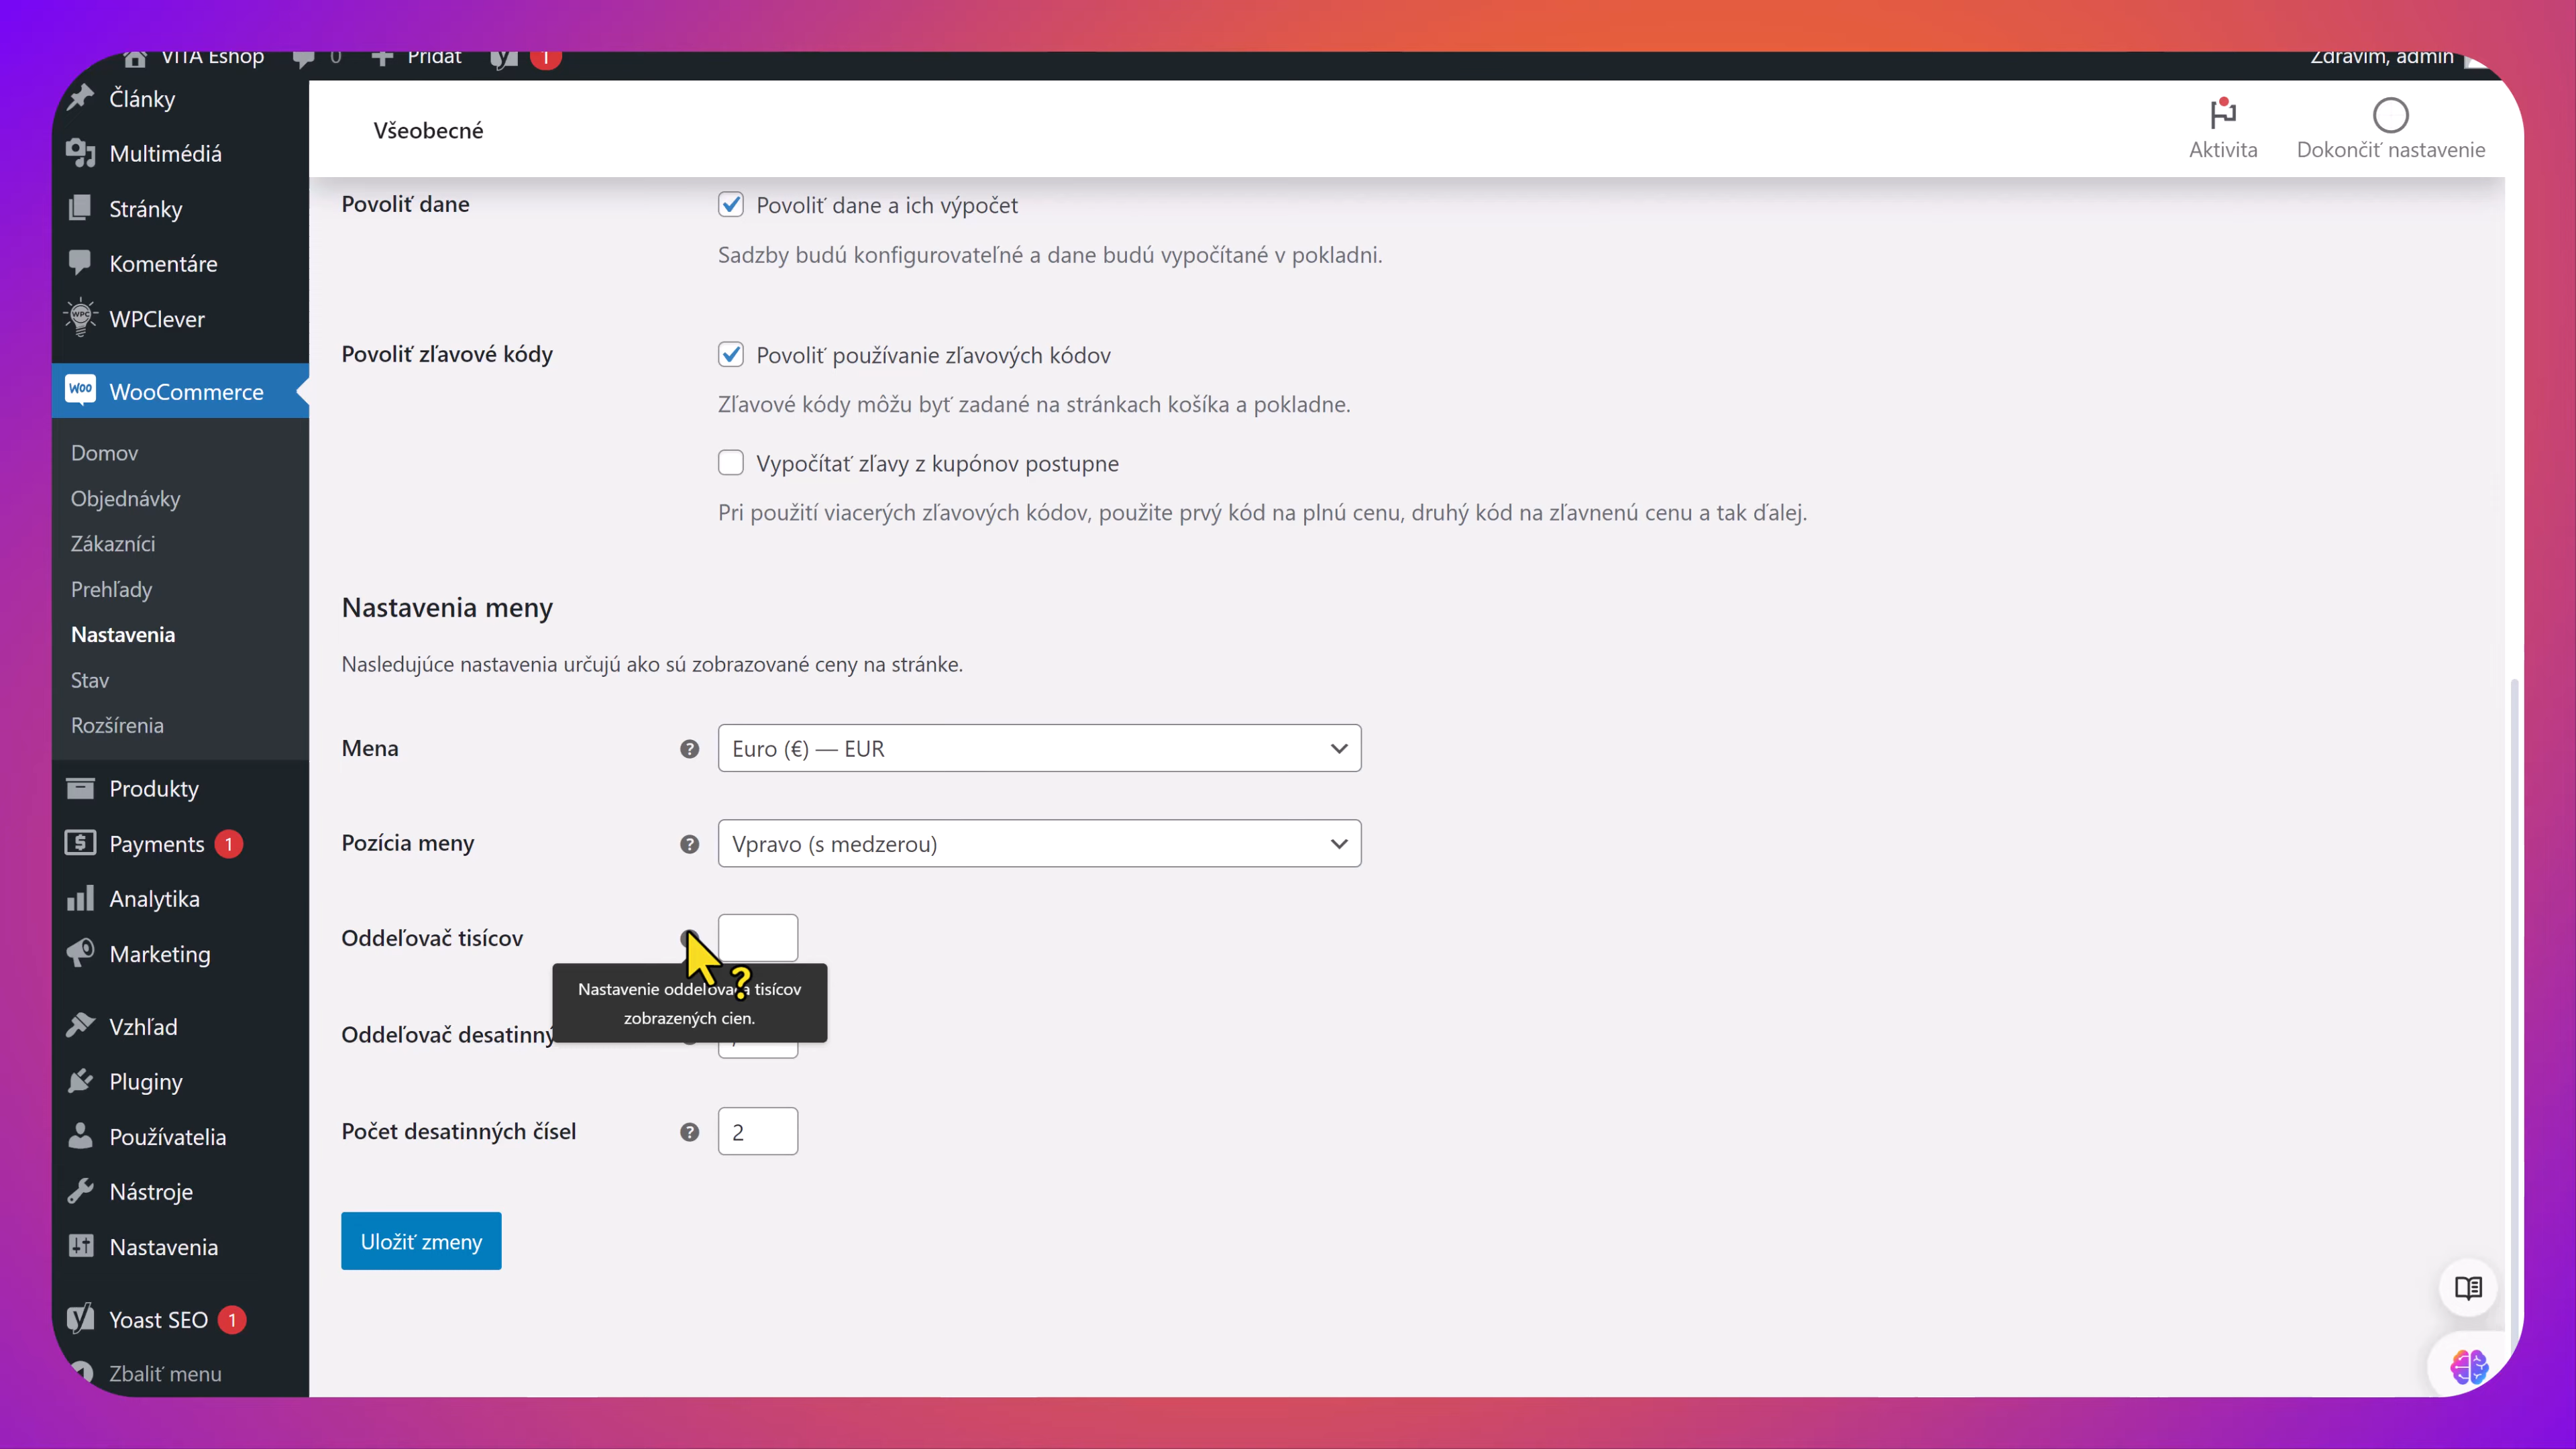 VITA Eshop 0 Pridať 1 Zdravím, admin
Články
Multimédiá
Stránky
Komentáre
WPClever
Woo WooCommerce
Domov
Objednávky
Zákazníci
Prehľady
Nastavenia
Stav
Rozšírenia
Produkty
Payments 1
Analytika
Marketing
Vzhľad
Pluginy
Používatelia
Nástroje
Nastavenia
Yoast SEO 1
Zbaliť menu
Všeobecné
Aktivita
Dokončiť nastavenie
Povoliť dane
Povoliť dane a ich výpočet
Sadzby budú konfigurovateľné a dane budú vypočítané v pokladni.
Povoliť zľavové kódy
Povoliť používanie zľavových kódov
Zľavové kódy môžu byť zadané na stránkach košíka a pokladne.
Vypočítať zľavy z kupónov postupne
Pri použití viacerých zľavových kódov, použite prvý kód na plnú cenu, druhý kód na zľavnenú cenu a tak ďalej.
Nastavenia meny
Nasledujúce nastavenia určujú ako sú zobrazované ceny na stránke.
Mena ? Euro (€) — EUR
Pozícia meny ? Vpravo (s medzerou)
Oddeľovač tisícov
Nastavenie oddeľovača tisícov
zobrazených cien.
Oddeľovač desatinný
Počet desatinných čísel ? 2
Uložiť zmeny